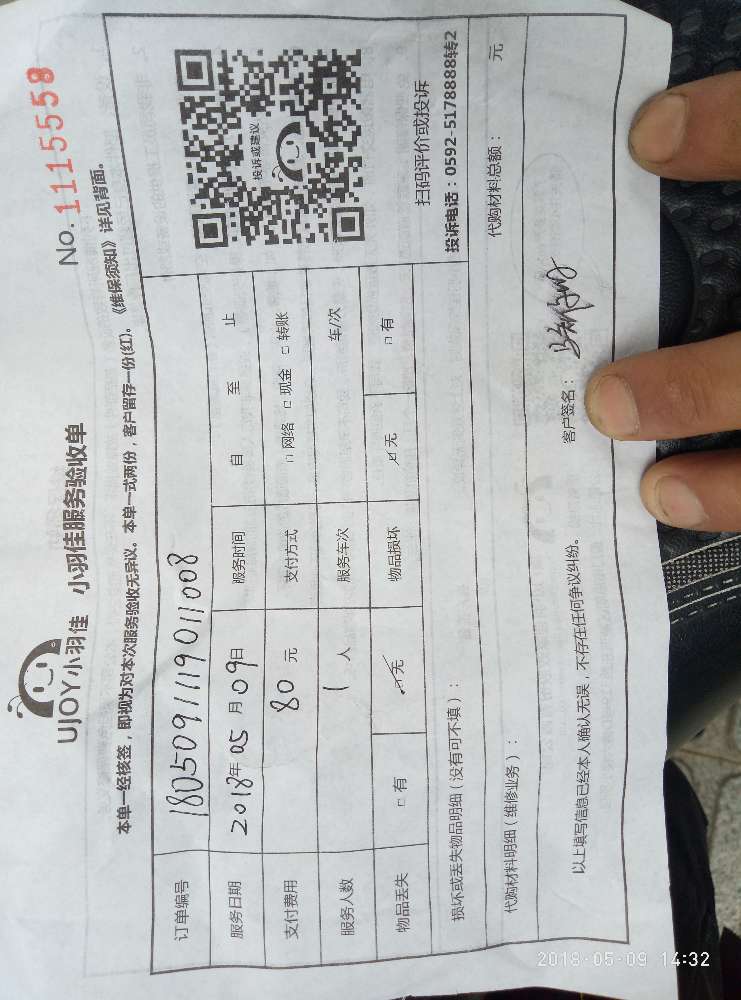 UJOY小羽佳 小羽佳服务验收单
No. 1115558
本单一经核签，即视为对本次服务验收无异议。本单一式两份，客户留存一份(红)。《维保须知》详见背面。
订单编号 1805091119011008
服务日期 2018年05月09日 服务时间 自 至 止
支付费用 80元 支付方式 □网络 □现金 □转账
服务人数 1人 服务车次 车/次
物品丢失 □有 ☑无 物品损坏 ☑无 □有
投诉或建议
扫码评价或投诉
投诉电话：0592-5178888转2
损坏或丢失物品明细（没有可不填）：
代购材料明细（维修业务）： 代购材料总额： 元
以上填写信息已经本人确认无误，不存在任何争议纠纷。 客户签名：
2018-05-09 14:32